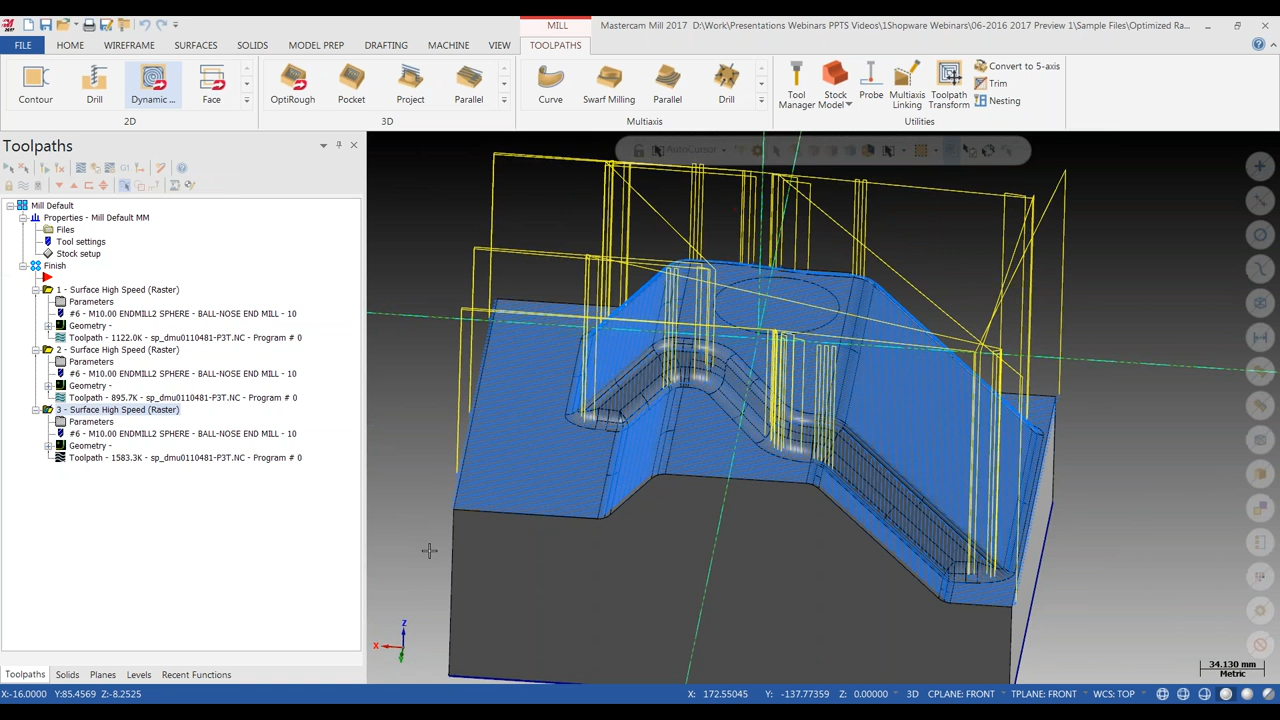 MILL
Mastercam Mill 2017 D:\Work\Presentations Webinars PPTS Videos\1Shopware Webinars\06-2016 2017 Preview 1\Sample Files\Optimized Ra...
FILE HOME WIREFRAME SURFACES SOLIDS MODEL PREP DRAFTING MACHINE VIEW TOOLPATHS
Contour Drill Dynamic ... Face
2D
OptiRough Pocket Project Parallel
3D
Curve Swarf Milling Parallel Drill
Multiaxis
Tool Manager
Stock Model
Probe
Multiaxis Linking
Toolpath Transform
Convert to 5-axis
Trim
Nesting
Utilities
Toolpaths
AutoCursor
Mill Default
Properties - Mill Default MM
Files
Tool settings
Stock setup
Finish
1 - Surface High Speed (Raster)
Parameters
#6 - M10.00 ENDMILL2 SPHERE - BALL-NOSE END MILL - 10
Geometry -
Toolpath - 1122.0K - sp_dmu0110481-P3T.NC - Program # 0
2 - Surface High Speed (Raster)
Parameters
#6 - M10.00 ENDMILL2 SPHERE - BALL-NOSE END MILL - 10
Geometry -
Toolpath - 895.7K - sp_dmu0110481-P3T.NC - Program # 0
3 - Surface High Speed (Raster)
Parameters
#6 - M10.00 ENDMILL2 SPHERE - BALL-NOSE END MILL - 10
Geometry -
Toolpath - 1583.3K - sp_dmu0110481-P3T.NC - Program # 0
Z
X
Y
34.130 mm
Metric
Toolpaths Solids Planes Levels Recent Functions
X:-16.0000 Y:85.4569 Z:-8.2525
X: 172.55045 Y: -137.77359 Z: 0.00000 3D CPLANE: FRONT TPLANE: FRONT WCS: TOP